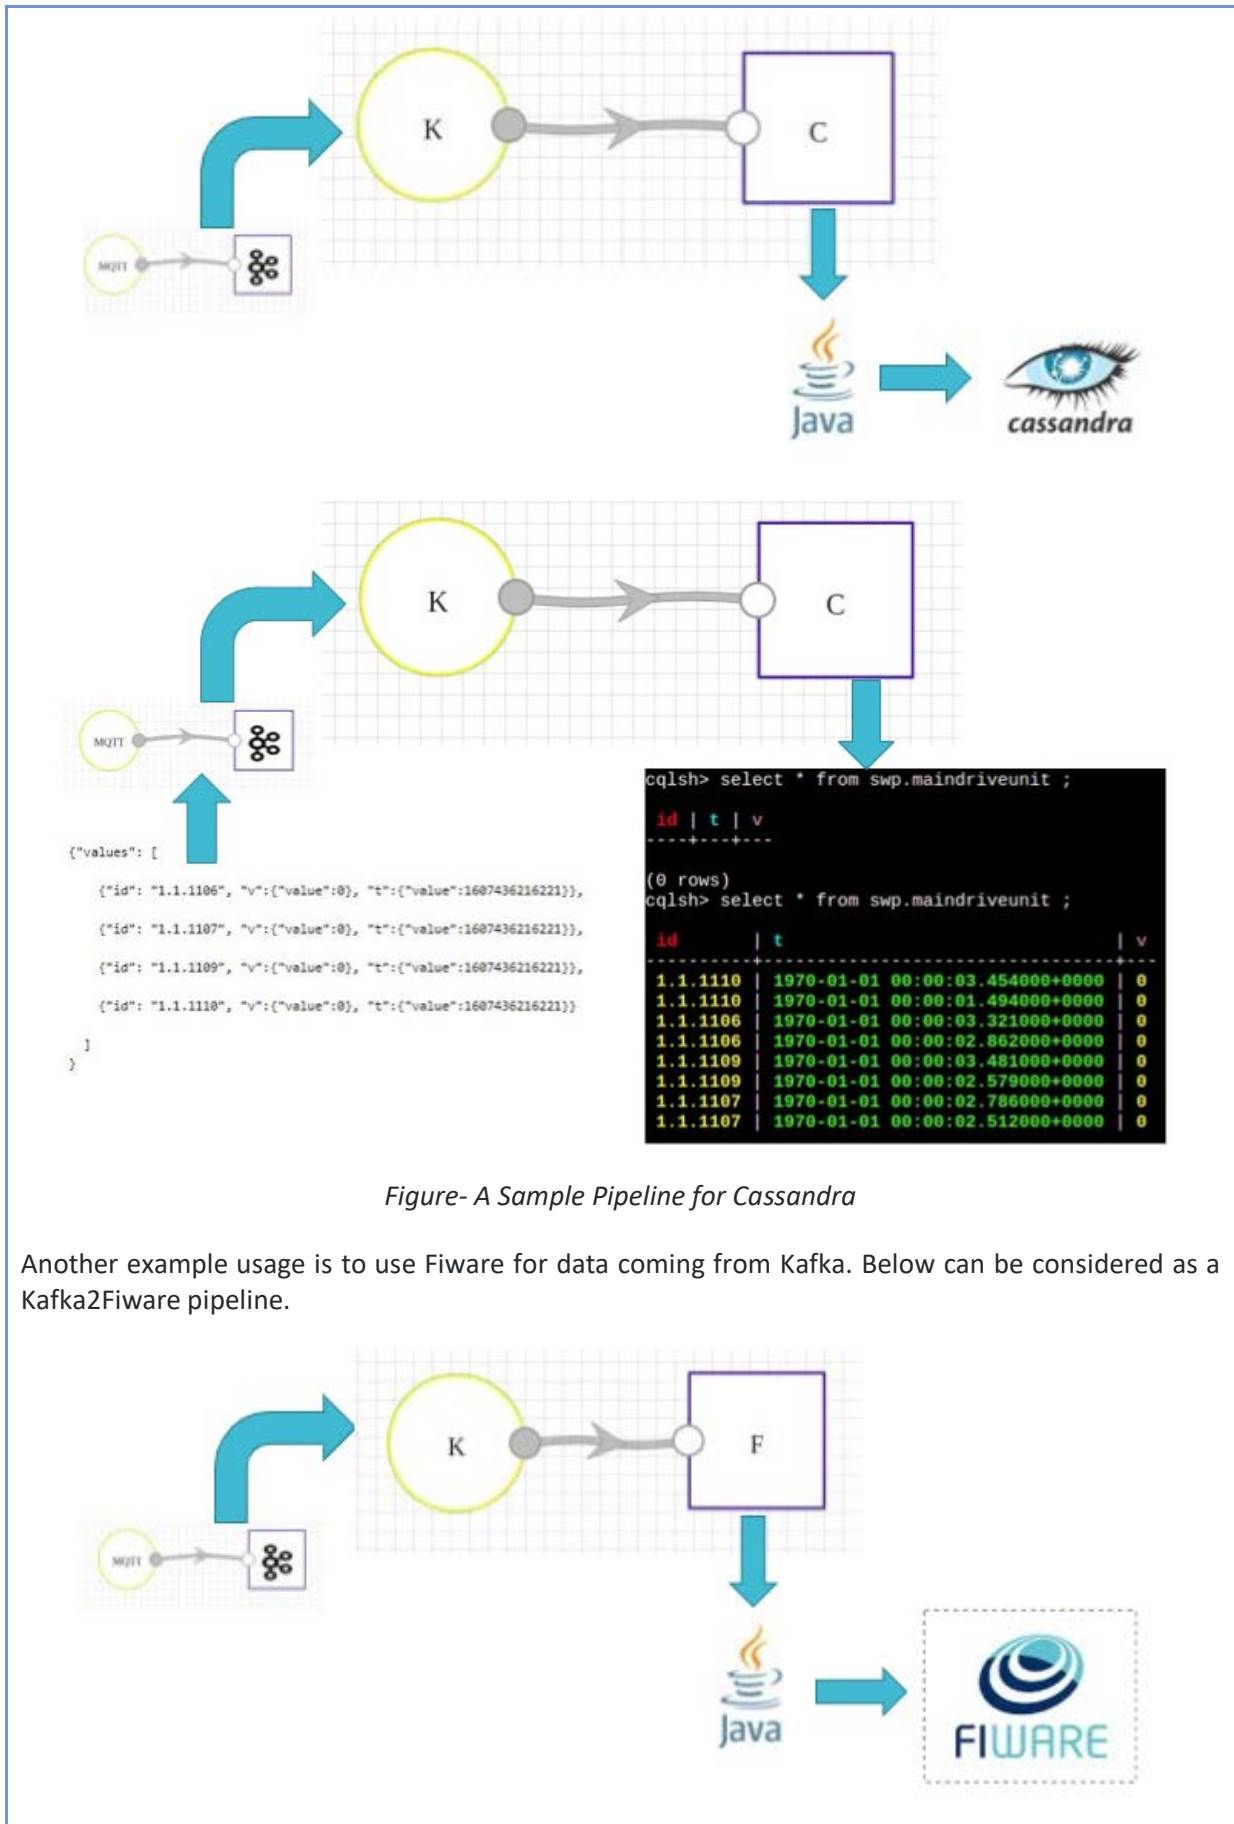 K
C
MQTT
Java
cassandra
K
C
MQTT
{"values": [
{"id": "1.1.1106", "v":{"value":0}, "t":{"value":1607436216221}},
{"id": "1.1.1107", "v":{"value":0}, "t":{"value":1607436216221}},
{"id": "1.1.1109", "v":{"value":0}, "t":{"value":1607436216221}},
{"id": "1.1.1110", "v":{"value":0}, "t":{"value":1607436216221}}
]
}
cqlsh> select * from swp.maindriveunit ;
id | t | v
----+---+---
(0 rows)
cqlsh> select * from swp.maindriveunit ;
id | t | v
----------+---------------------------------+---
1.1.1110 | 1970-01-01 00:00:03.454000+0000 | 0
1.1.1110 | 1970-01-01 00:00:01.494000+0000 | 0
1.1.1106 | 1970-01-01 00:00:03.321000+0000 | 0
1.1.1106 | 1970-01-01 00:00:02.862000+0000 | 0
1.1.1109 | 1970-01-01 00:00:03.481000+0000 | 0
1.1.1109 | 1970-01-01 00:00:02.579000+0000 | 0
1.1.1107 | 1970-01-01 00:00:02.786000+0000 | 0
1.1.1107 | 1970-01-01 00:00:02.512000+0000 | 0
Figure- A Sample Pipeline for Cassandra
Another example usage is to use Fiware for data coming from Kafka. Below can be considered as a
Kafka2Fiware pipeline.
K
F
MQTT
Java
FIWARE